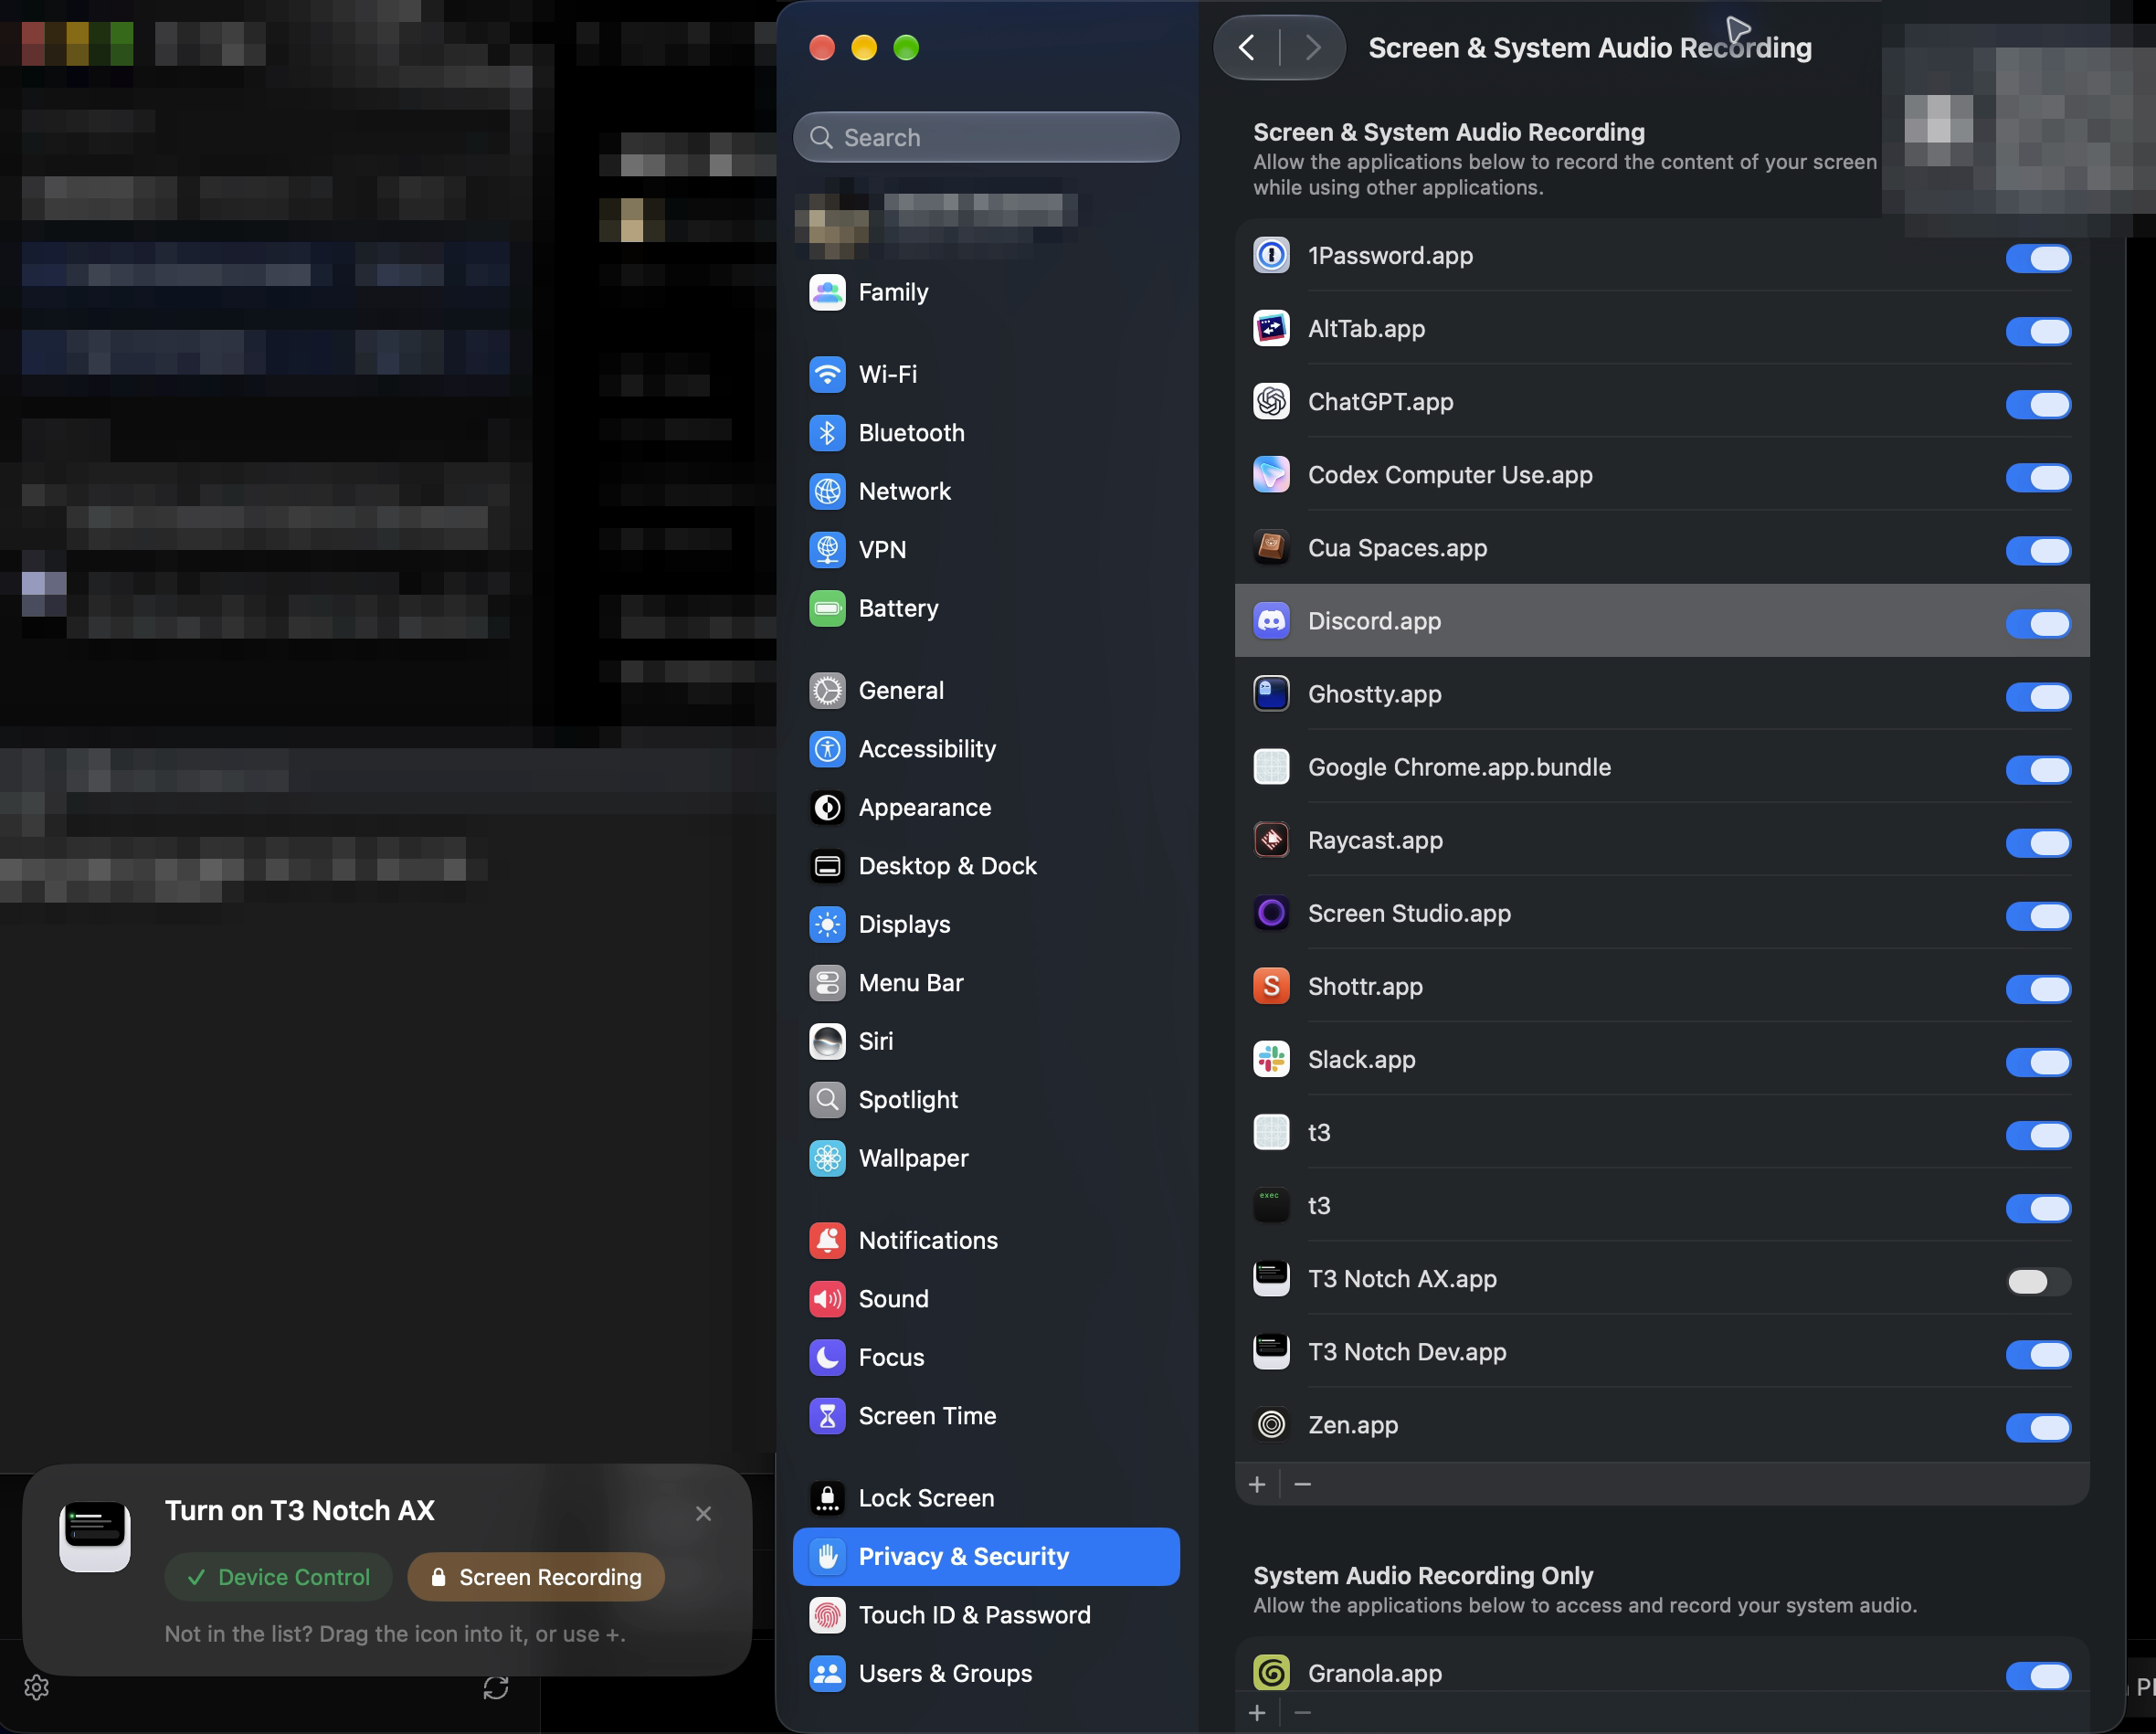 Search
Family
Wi-Fi
Bluetooth
Network
VPN
Battery
General
Accessibility
Appearance
Desktop & Dock
Displays
Menu Bar
Siri
Spotlight
Wallpaper
Notifications
Sound
Focus
Screen Time
Lock Screen
Privacy & Security
Touch ID & Password
Users & Groups
Screen & System Audio Recording
Screen & System Audio Recording
Allow the applications below to record the content of your screen
while using other applications.
1Password.app
AltTab.app
ChatGPT.app
Codex Computer Use.app
Cua Spaces.app
Discord.app
Ghostty.app
Google Chrome.app.bundle
Raycast.app
Screen Studio.app
Shottr.app
Slack.app
t3
exec
t3
T3 Notch AX.app
T3 Notch Dev.app
Zen.app
System Audio Recording Only
Allow the applications below to access and record your system audio.
Granola.app
Turn on T3 Notch AX
Device Control
Screen Recording
Not in the list? Drag the icon into it, or use +.